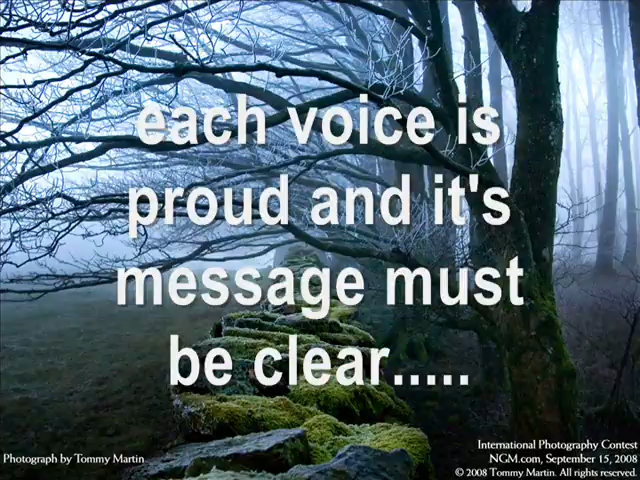 each voice is
proud and it's
message must
be clear.....
International Photography Contest
Photograph by Tommy Martin
NGM.com, September 15, 2008
© 2008 Tommy Martin. All rights reserved.